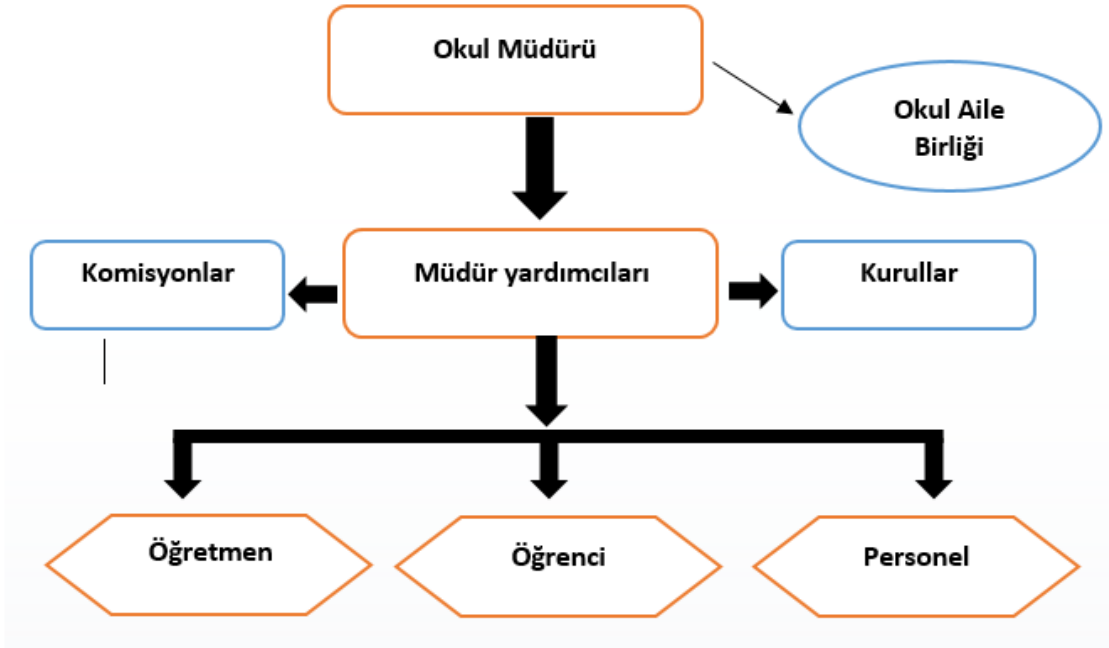 Okul Müdürü
Okul Aile
Birliği
Komisyonlar
Müdür yardımcıları
Kurullar
Öğretmen
Öğrenci
Personel